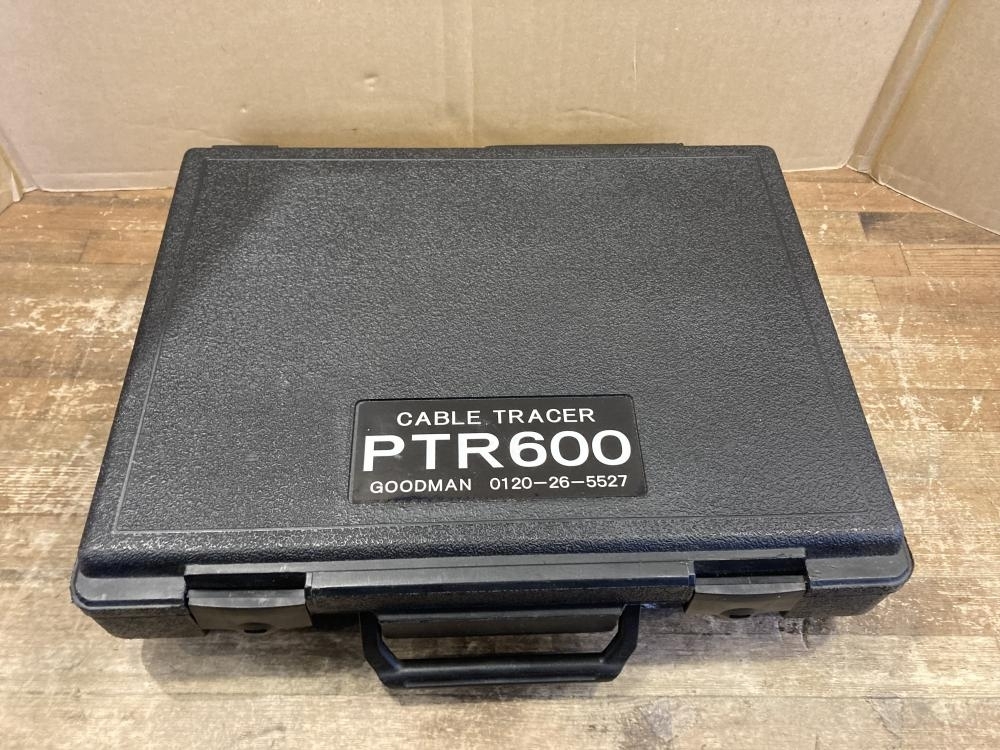 CABLE TRACER
PTR600
GOODMAN 0120-26-5527